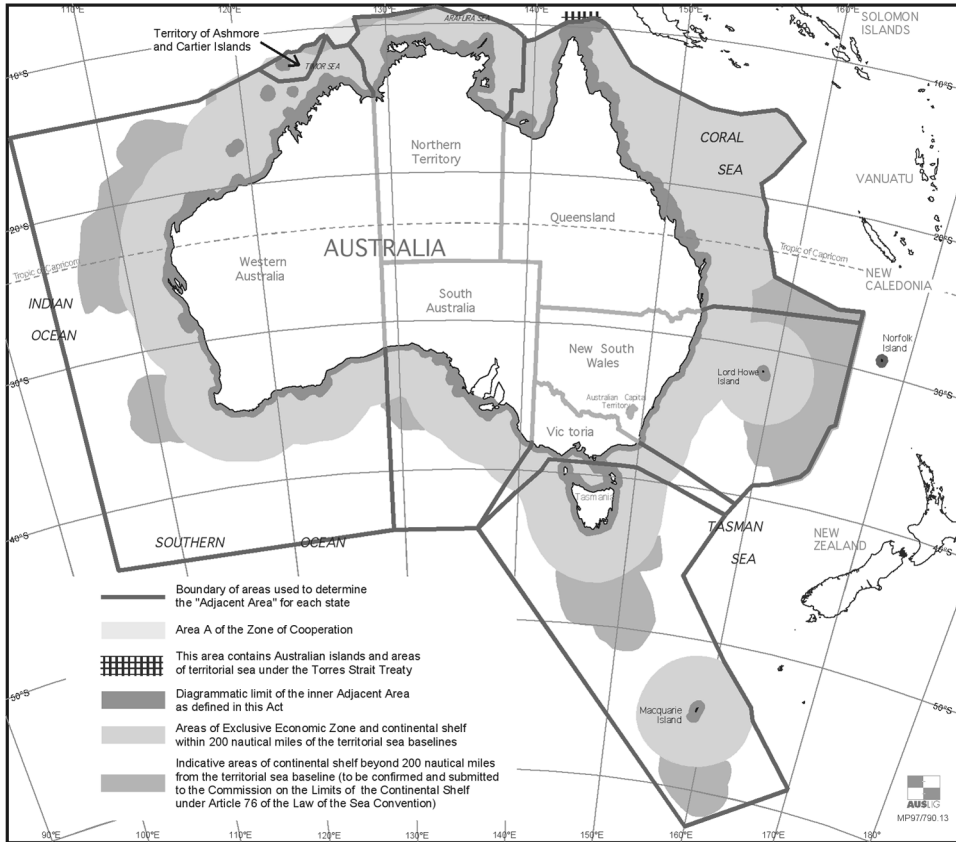 110°E
120°E
130°E
140°E
150°E
160°E
SOLOMON
ISLANDS
ARAFURA SEA
Territory of Ashmore
and Cartier Islands
TIMOR SEA
10°S
10°S
CORAL
SEA
Northern
Territory
VANUATU
Queensland
20°S
20°S
Tropic of Capricorn
Tropic of Capricorn
AUSTRALIA
Western
Australia
NEW
CALEDONIA
South
Australia
INDIAN
OCEAN
Norfolk
Island
New South
Wales
Lord Howe
Island
30°S
30°S
Australian Capital
Territory
Vic toria
Tasmania
TASMAN
SEA
NEW
ZEALAND
40°S
40°S
SOUTHERN
OCEAN
Boundary of areas used to determine
the "Adjacent Area" for each state
Area A of the Zone of Cooperation
This area contains Australian islands and areas
of territorial sea under the Torres Strait Treaty
Diagrammatic limit of the inner Adjacent Area
as defined in this Act
Areas of Exclusive Economic Zone and continental shelf
within 200 nautical miles of the territorial sea baselines
Indicative areas of continental shelf beyond 200 nautical miles
from the territorial sea baseline (to be confirmed and submitted
to the Commission on the Limits of the Continental Shelf
under Article 76 of the Law of the Sea Convention)
50°S
50°S
Macquarie
Island
AUSLIG
MP97/790.13
90°E
100°E
110°E
120°E
130°E
140°E
150°E
160°E
170°E
180°